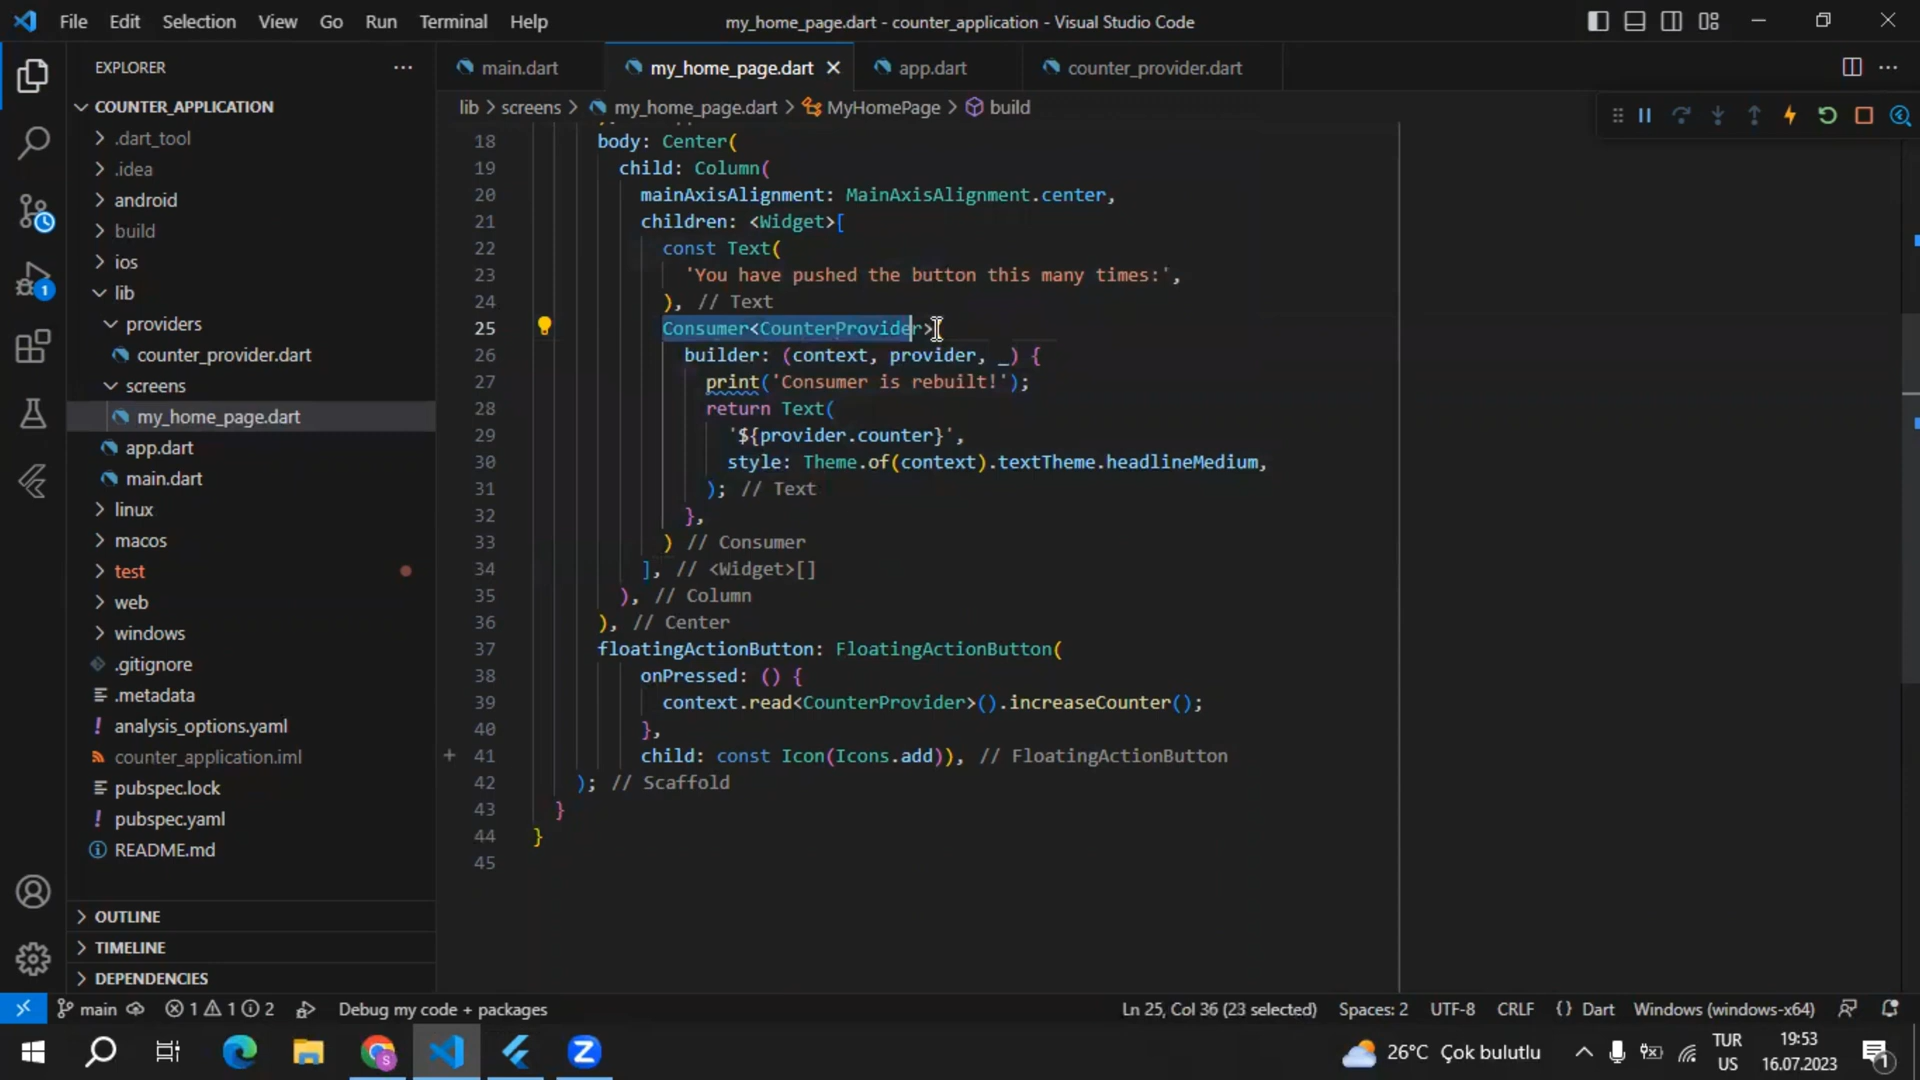 File Edit Selection View Go Run Terminal Help
my_home_page.dart - counter_application - Visual Studio Code
EXPLORER
COUNTER_APPLICATION
.dart_tool
.idea
android
build
ios
lib
providers
counter_provider.dart
screens
my_home_page.dart
app.dart
main.dart
linux
macos
test
web
windows
.gitignore
.metadata
analysis_options.yaml
counter_application.iml
pubspec.lock
pubspec.yaml
README.md
OUTLINE
TIMELINE
DEPENDENCIES
main.dart my_home_page.dart app.dart counter_provider.dart
lib > screens > my_home_page.dart > MyHomePage > build
18 body: Center(
19 child: Column(
20 mainAxisAlignment: MainAxisAlignment.center,
21 children: <Widget>[
22 const Text(
23 'You have pushed the button this many times:',
24 ), // Text
25 Consumer<CounterProvider>
26 builder: (context, provider, _) {
27 print('Consumer is rebuilt!');
28 return Text(
29 '${provider.counter}',
30 style: Theme.of(context).textTheme.headlineMedium,
31 ); // Text
32 },
33 ) // Consumer
34 ], // <Widget>[]
35 ), // Column
36 ), // Center
37 floatingActionButton: FloatingActionButton(
38 onPressed: () {
39 context.read<CounterProvider>().increaseCounter();
40 },
41 child: const Icon(Icons.add)), // FloatingActionButton
42 ); // Scaffold
43 }
44 }
45
1
main 1 1 2 Debug my code + packages Ln 25, Col 36 (23 selected) Spaces: 2 UTF-8 CRLF {} Dart Windows (windows-x64)
26°C Çok bulutlu
TUR
US
19:53
16.07.2023
1